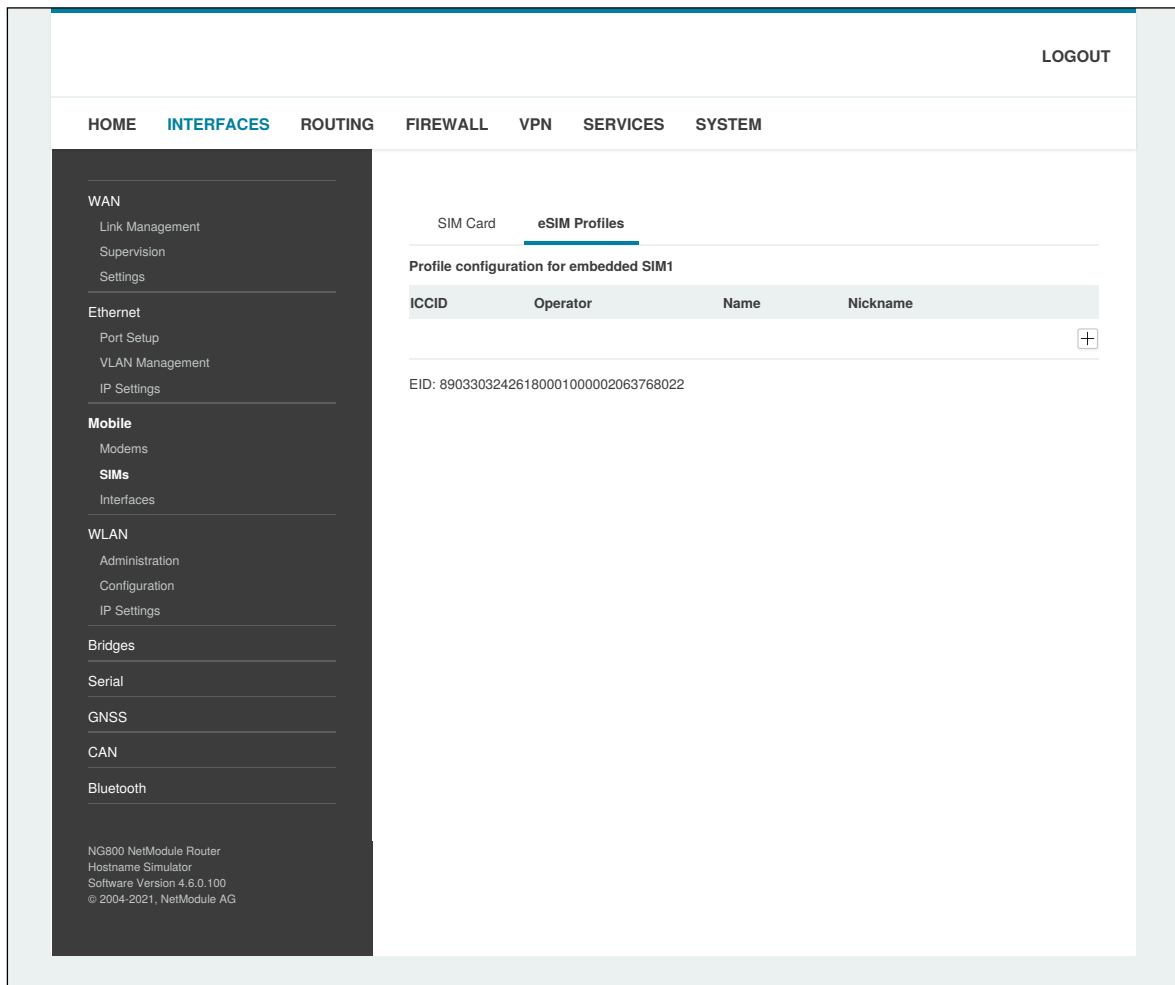 LOGOUT
HOME INTERFACES ROUTING FIREWALL VPN SERVICES SYSTEM
WAN
Link Management
Supervision
Settings
Ethernet
Port Setup
VLAN Management
IP Settings
Mobile
Modems
SIMs
Interfaces
WLAN
Administration
Configuration
IP Settings
Bridges
Serial
GNSS
CAN
Bluetooth
NG800 NetModule Router
Hostname Simulator
Software Version 4.6.0.100
© 2004-2021, NetModule AG
SIM Card eSIM Profiles
Profile configuration for embedded SIM1
ICCID Operator Name Nickname
EID: 89033032426180001000002063768022